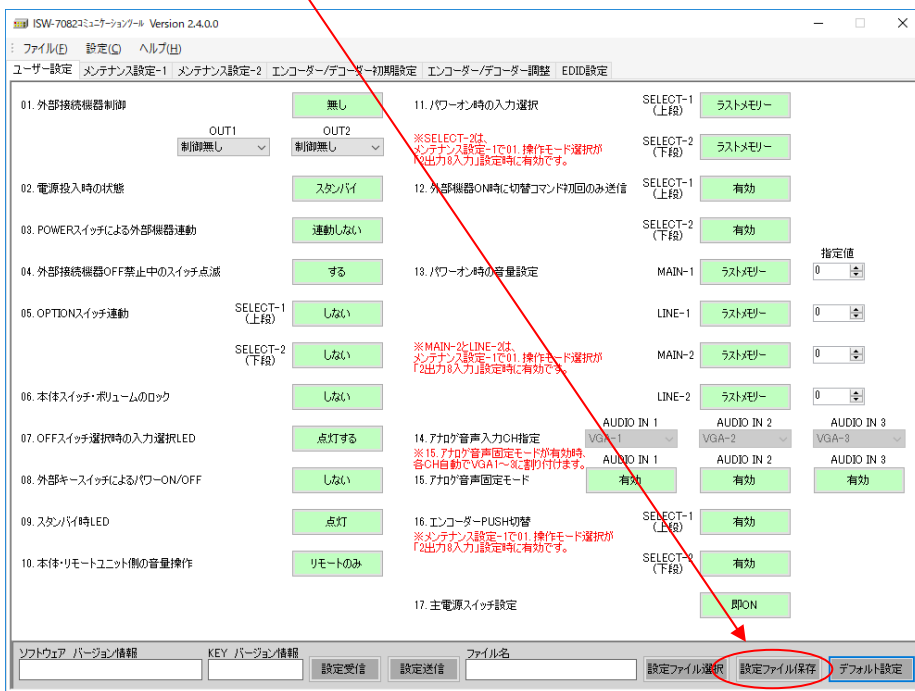 ISW-7082ｺﾐｭﾆｹｰｼｮﾝﾂｰﾙ Version 2.4.0.0
ファイル(F) 設定(C) ヘルプ(H)
ユーザー設定 メンテナンス設定-1 メンテナンス設定-2 エンコーダー/デコーダー初期設定 エンコーダー/デコーダー調整 EDID設定
01.外部接続機器制御 無し
OUT1 OUT2
制御無し 制御無し
02.電源投入時の状態 スタンバイ
03.POWERスイッチによる外部機器連動 連動しない
04.外部接続機器OFF禁止中のスイッチ点滅 する
05.OPTIONスイッチ連動 SELECT-1
(上段) しない
SELECT-2
(下段) しない
06.本体スイッチ・ボリュームのロック しない
07.OFFスイッチ選択時の入力選択LED 点灯する
08.外部キースイッチによるパワーON/OFF しない
09.スタンバイ時LED 点灯
10.本体・リモートユニット側の音量操作 リモートのみ
11.パワーオン時の入力選択 SELECT-1
(上段) ラストメモリー
※SELECT-2は、
メンテナンス設定-1で01.操作モード選択が
「2出力8入力」設定時に有効です。
SELECT-2
(下段) ラストメモリー
12.外部機器ON時に切替コマンド初回のみ送信 SELECT-1
(上段) 有効
SELECT-2
(下段) 有効
指定値
13.パワーオン時の音量設定 MAIN-1 ラストメモリー 0
LINE-1 ラストメモリー 0
※MAIN-2とLINE-2は、
メンテナンス設定-1で01.操作モード選択が
「2出力8入力」設定時に有効です。
MAIN-2 ラストメモリー 0
LINE-2 ラストメモリー 0
AUDIO IN 1 AUDIO IN 2 AUDIO IN 3
14.アナログ音声入力CH指定 VGA-1 VGA-2 VGA-3
※15.アナログ音声固定モードが有効時、
各CH自動でVGA1～3に割り付けます。
AUDIO IN 1 AUDIO IN 2 AUDIO IN 3
15.アナログ音声固定モード 有効 有効 有効
16.エンコーダーPUSH切替 SELECT-1
(上段) 有効
※メンテナンス設定-1で01.操作モード選択が
「2出力8入力」設定時に有効です。
SELECT-2
(下段) 有効
17.主電源スイッチ設定 即ON
ソフトウェア バージョン情報 KEY バージョン情報 ファイル名
設定受信 設定送信 設定ファイル選択 設定ファイル保存 デフォルト設定